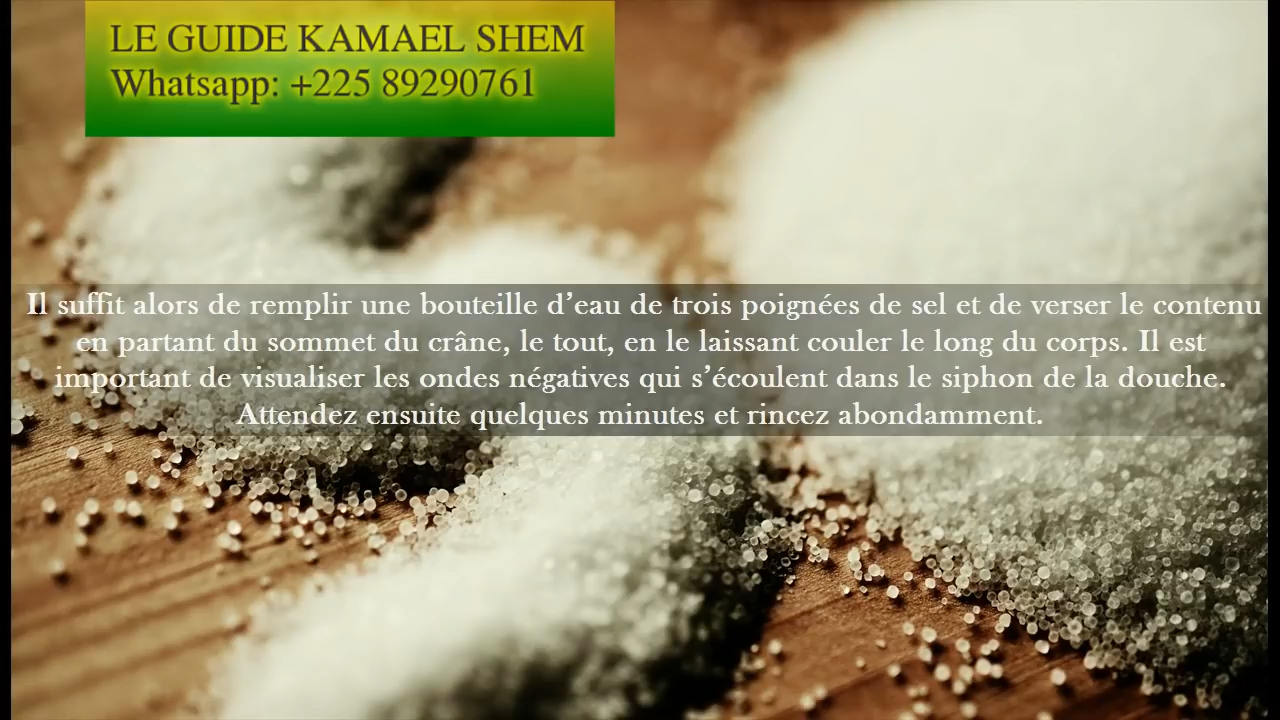 LE GUIDE KAMAEL SHEM
Whatsapp: +225 89290761
Il suffit alors de remplir une bouteille d’eau de trois poignées de sel et de verser le contenu
en partant du sommet du crâne, le tout, en le laissant couler le long du corps. Il est
important de visualiser les ondes négatives qui s’écoulent dans le siphon de la douche.
Attendez ensuite quelques minutes et rincez abondamment.